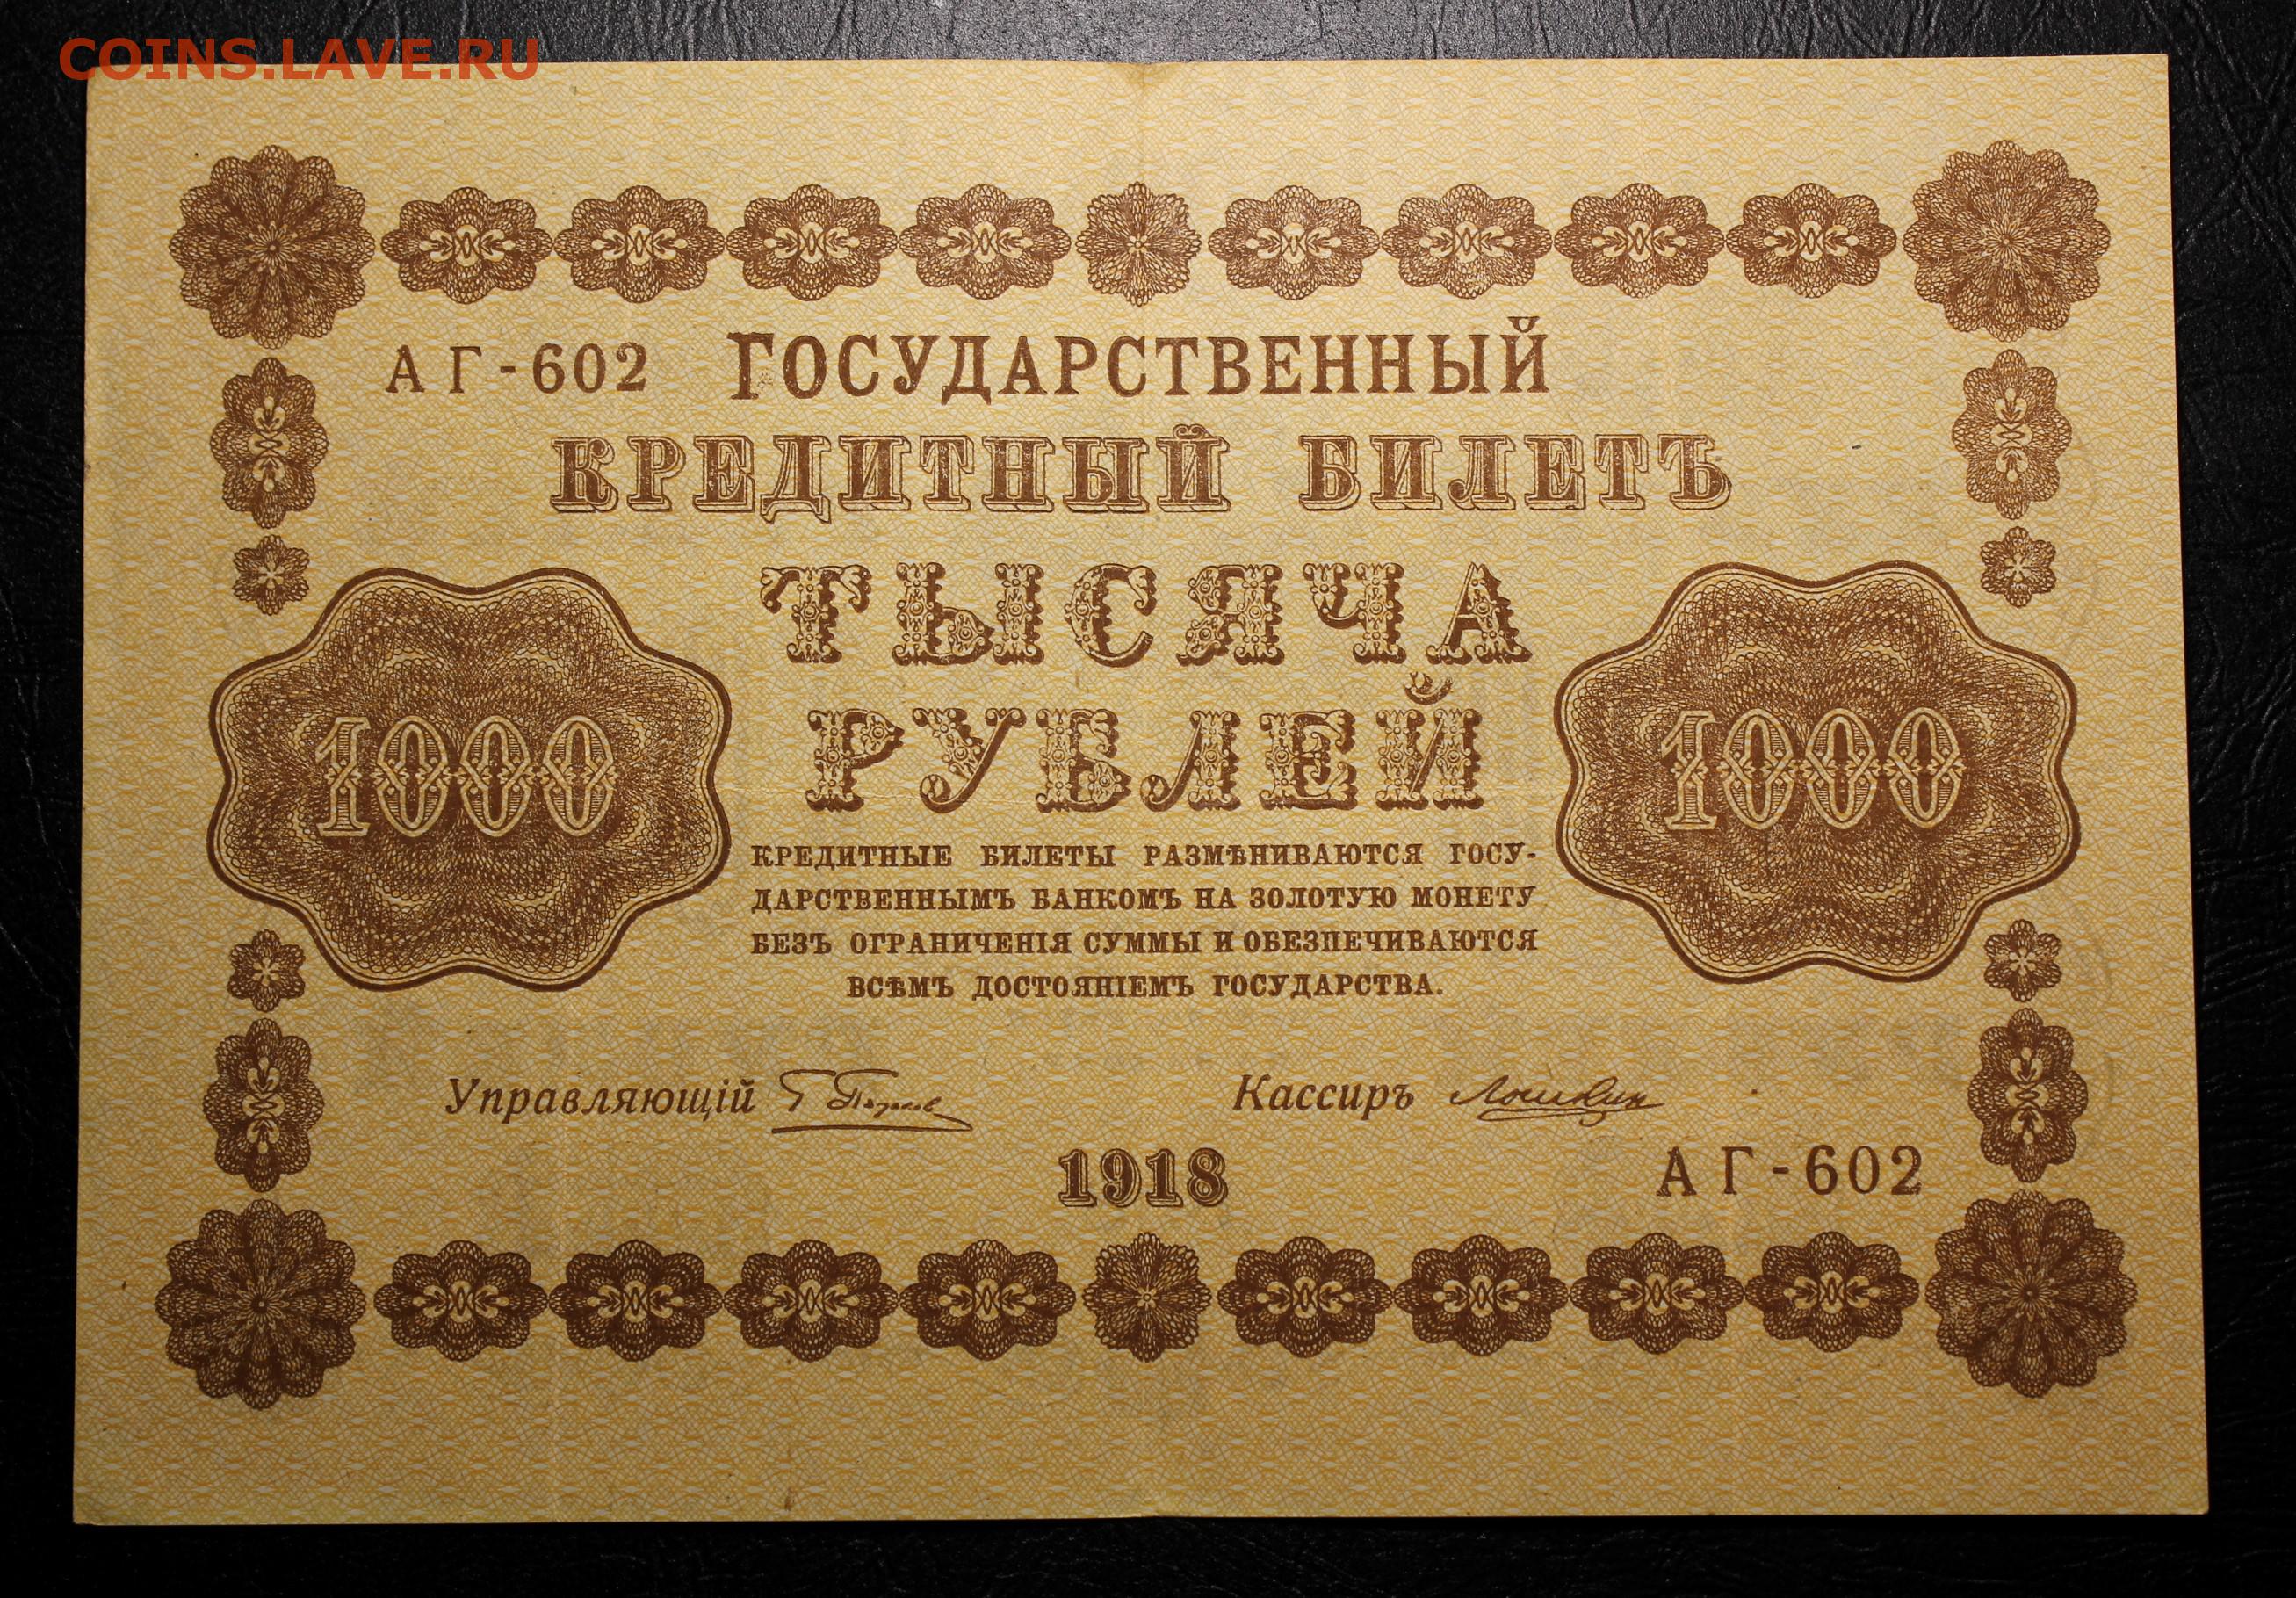 COINS.LAVE.RU
АГ-602 ГОСУДАРСТВЕННЫЙ
КРЕДИТНЫЙ БИЛЕТЪ
ТЫСЯЧА
РУБЛЕЙ
1000
1000
КРЕДИТНЫЕ БИЛЕТЫ РАЗМѢНИВАЮТСЯ ГОСУ-
ДАРСТВЕННЫМЪ БАНКОМЪ НА ЗОЛОТУЮ МОНЕТУ
БЕЗЪ ОГРАНИЧЕНІЯ СУММЫ И ОБЕЗПЕЧИВАЮТСЯ
ВСѢМЪ ДОСТОЯНІЕМЪ ГОСУДАРСТВА.
Управляющій
Кассиръ
1918
АГ-602